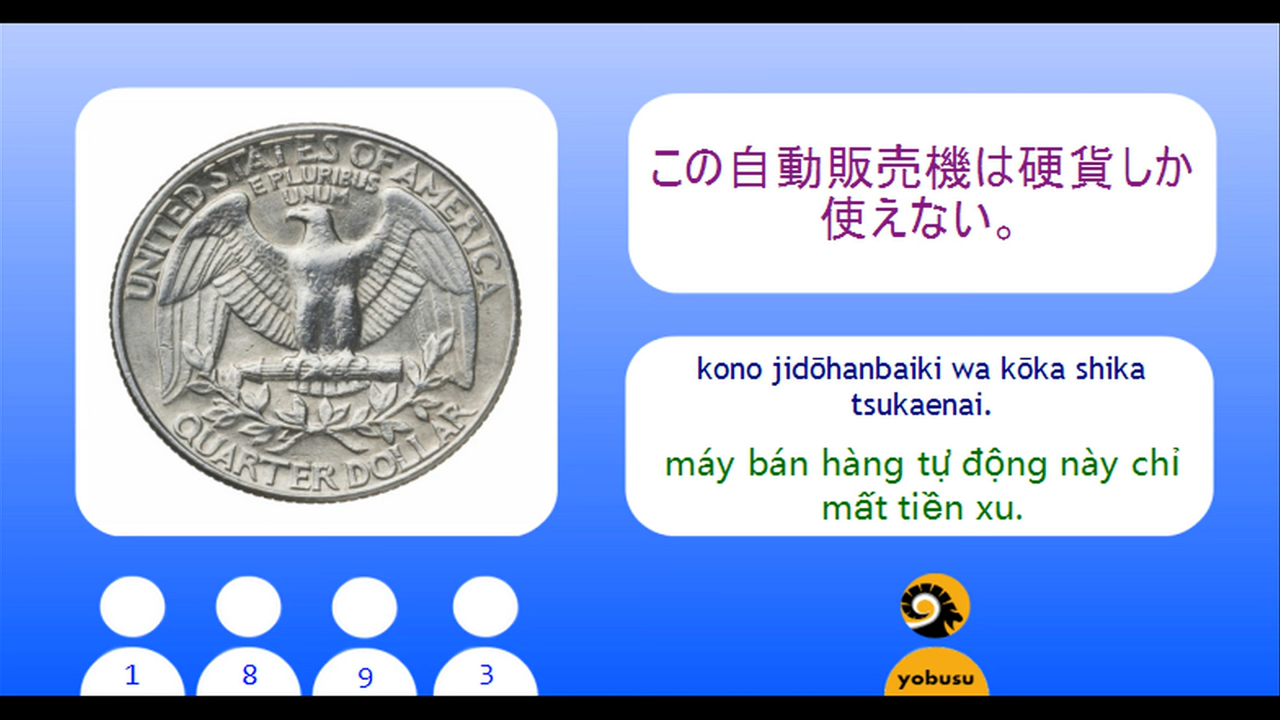 UNITED STATES OF AMERICA
E PLURIBUS
UNUM
QUARTER DOLLAR
この自動販売機は硬貨しか
使えない。
kono jidōhanbaiki wa kōka shika
tsukaenai.
máy bán hàng tự động này chỉ
mất tiền xu.
1 8 9 3
yobusu